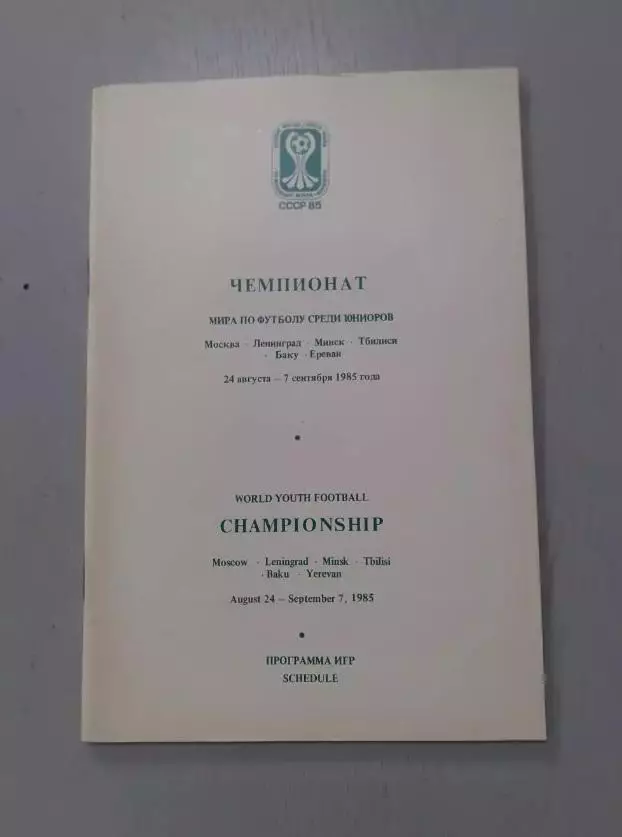 СССР 85
ЧЕМПИОНАТ
МИРА ПО ФУТБОЛУ СРЕДИ ЮНИОРОВ
Москва · Ленинград · Минск · Тбилиси
· Баку · Ереван
24 августа — 7 сентября 1985 года
WORLD YOUTH FOOTBALL
CHAMPIONSHIP
Moscow · Leningrad · Minsk · Tbilisi
· Baku · Yerevan
August 24 — September 7, 1985
ПРОГРАММА ИГР
SCHEDULE